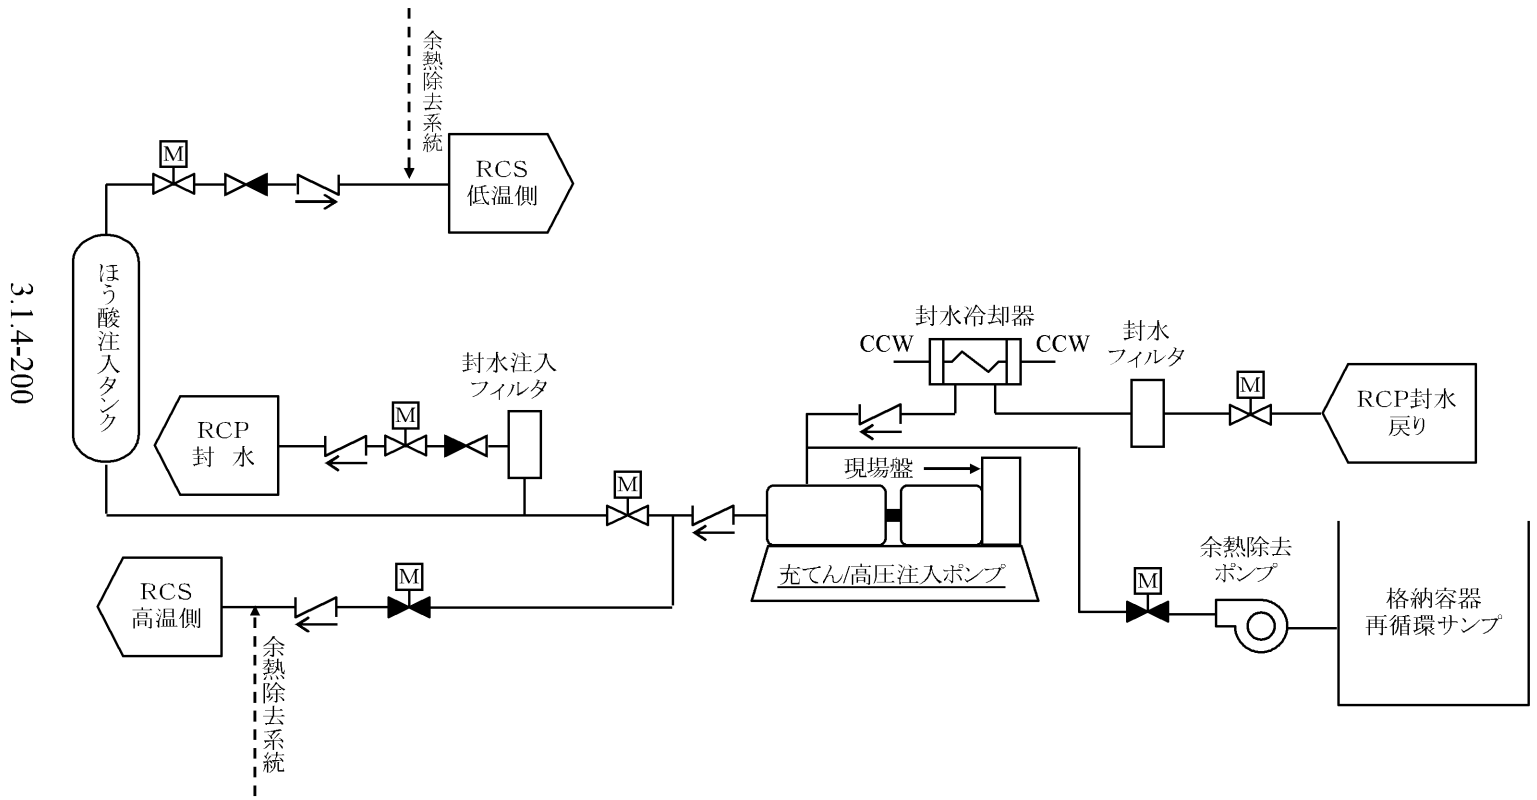 余熱除去系統
M
RCS
低温側
ほう酸注入タンク
3.1.4-200
封水注入
フィルタ
M
RCP
封 水
M
封水冷却器
CCW
CCW
封水
フィルタ
M
RCP封水
戻り
現場盤
充てん/高圧注入ポンプ
M
RCS
高温側
余熱除去系統
余熱除去
ポンプ
M
格納容器
再循環サンプ